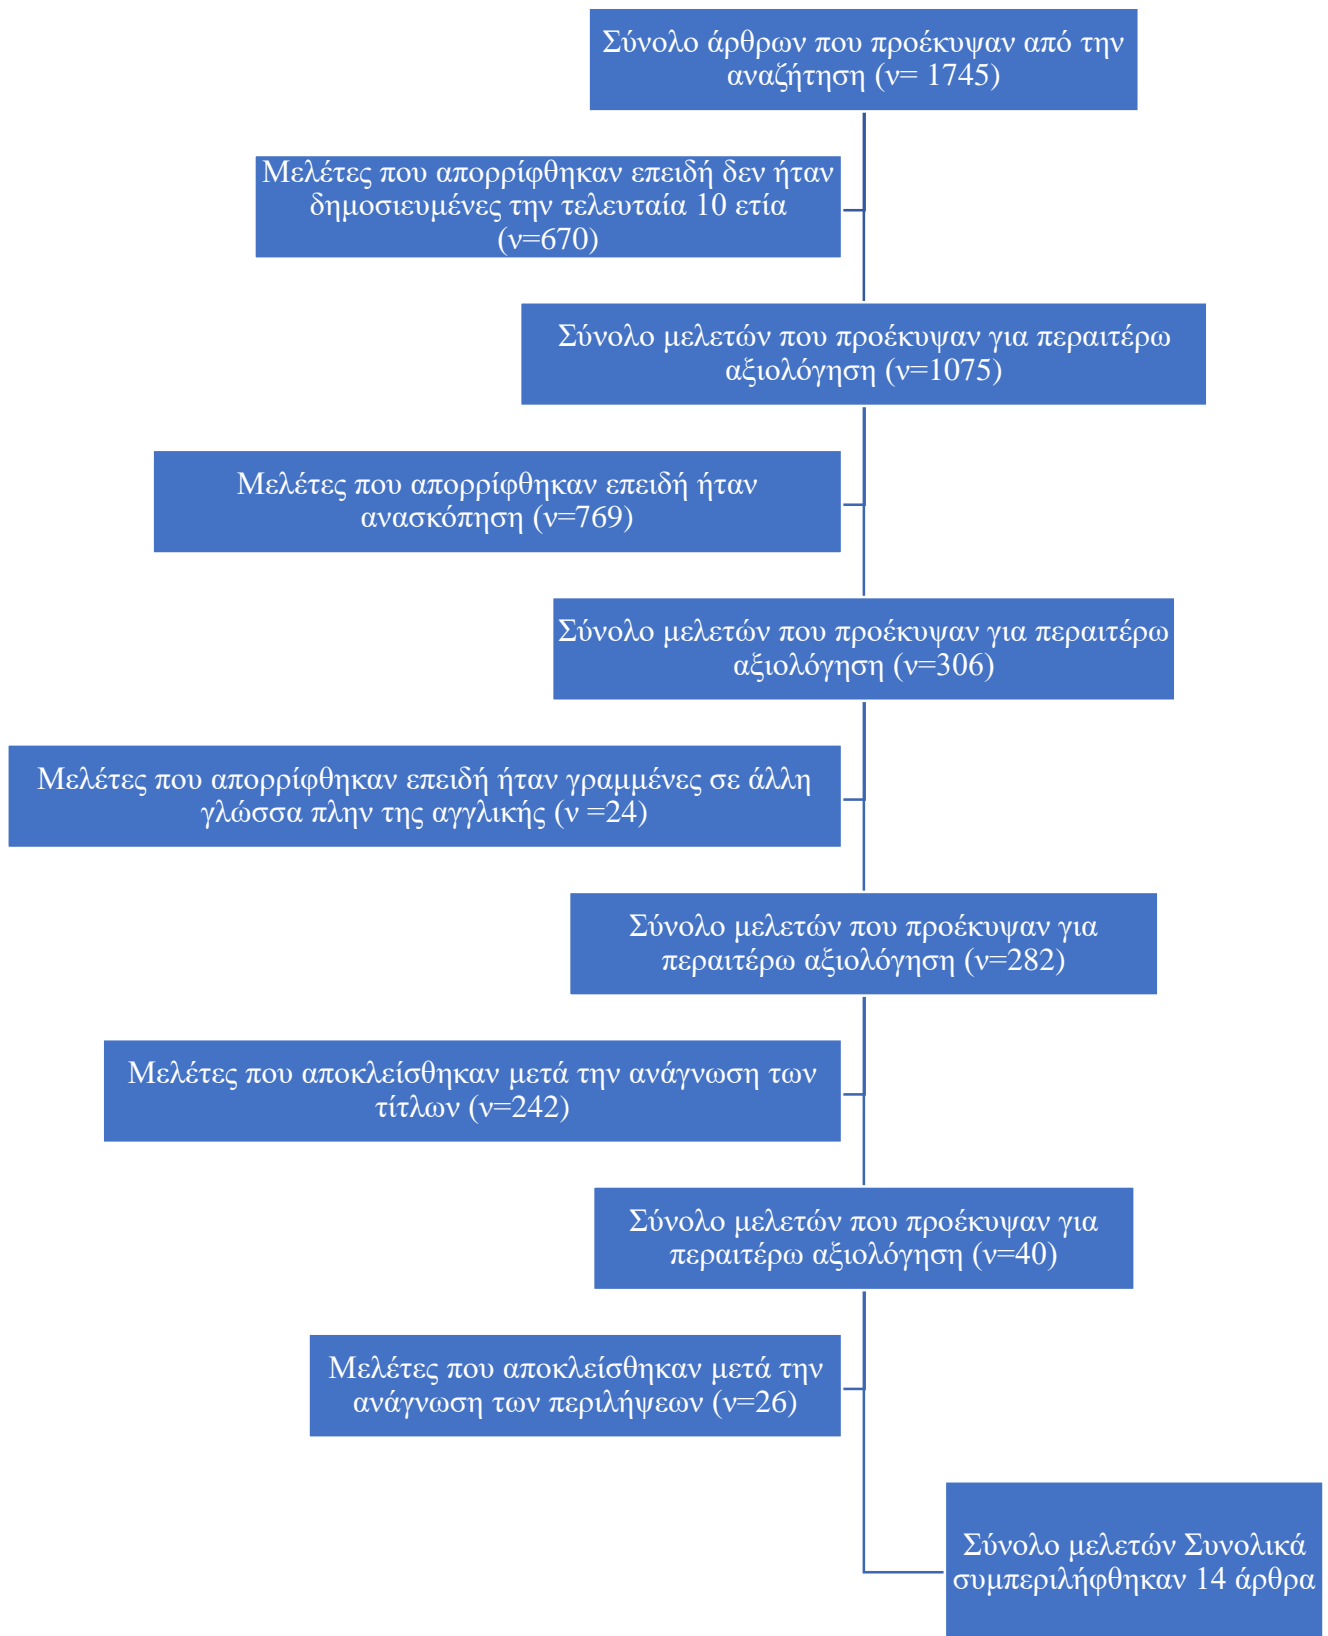 Σύνολο άρθρων που προέκυψαν από την
αναζήτηση (ν= 1745)
Μελέτες που απορρίφθηκαν επειδή δεν ήταν
δημοσιευμένες την τελευταία 10 ετία
(ν=670)
Σύνολο μελετών που προέκυψαν για περαιτέρω
αξιολόγηση (ν=1075)
Μελέτες που απορρίφθηκαν επειδή ήταν
ανασκόπηση (ν=769)
Σύνολο μελετών που προέκυψαν για περαιτέρω
αξιολόγηση (ν=306)
Μελέτες που απορρίφθηκαν επειδή ήταν γραμμένες σε άλλη
γλώσσα πλην της αγγλικής (ν =24)
Σύνολο μελετών που προέκυψαν για
περαιτέρω αξιολόγηση (ν=282)
Μελέτες που αποκλείσθηκαν μετά την ανάγνωση των
τίτλων (ν=242)
Σύνολο μελετών που προέκυψαν για
περαιτέρω αξιολόγηση (ν=40)
Μελέτες που αποκλείσθηκαν μετά την
ανάγνωση των περιλήψεων (ν=26)
Σύνολο μελετών Συνολικά
συμπεριλήφθηκαν 14 άρθρα